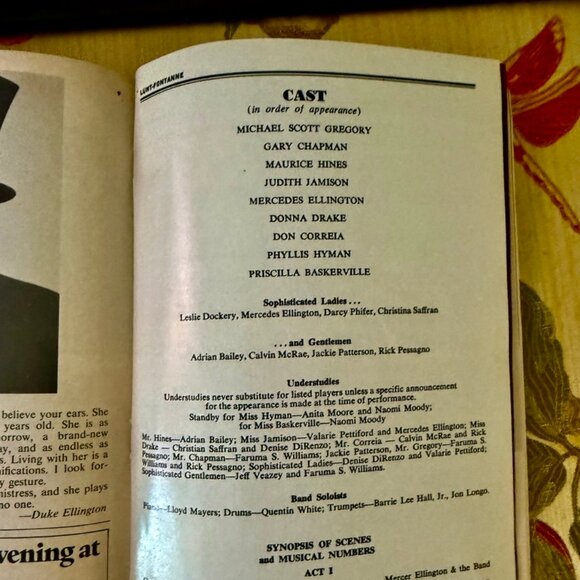 LUNT-FONTANNE
CAST
(in order of appearance)
MICHAEL SCOTT GREGORY
GARY CHAPMAN
MAURICE HINES
JUDITH JAMISON
MERCEDES ELLINGTON
DONNA DRAKE
DON CORREIA
PHYLLIS HYMAN
PRISCILLA BASKERVILLE
Sophisticated Ladies . . .
Leslie Dockery, Mercedes Ellington, Darcy Phifer, Christina Saffran
. . . and Gentlemen
Adrian Bailey, Calvin McRae, Jackie Patterson, Rick Pessagno
Understudies
Understudies never substitute for listed players unless a specific announcement
for the appearance is made at the time of performance.
Standby for Miss Hyman—Anita Moore and Naomi Moody;
for Miss Baskerville—Naomi Moody
Mr. Hines—Adrian Bailey; Miss Jamison—Valarie Pettiford and Mercedes Ellington; Miss
Drake — Christian Saffran and Denise DiRenzo; Mr. Correia — Calvin McRae and Rick
Pessagno; Mr. Chapman—Faruma S. Williams; Jackie Patterson, Mr. Gregory—Faruma S.
Williams and Rick Pessagno; Sophisticated Ladies—Denise DiRenzo and Valarie Pettiford;
Sophisticated Gentlemen—Jeff Veazey and Faruma S. Williams.
Band Soloists
Piano—Lloyd Mayers; Drums—Quentin White; Trumpets—Barrie Lee Hall, Jr., Jon Longo.
SYNOPSIS OF SCENES
and MUSICAL NUMBERS
ACT I
Mercer Ellington & the Band
believe your ears. She
years old. She is as
orrow, a brand-new
ay, and as endless as
s. Living with her is a
nifications. I look for-
y gesture.
mistress, and she plays
no one.
—Duke Ellington
vening at